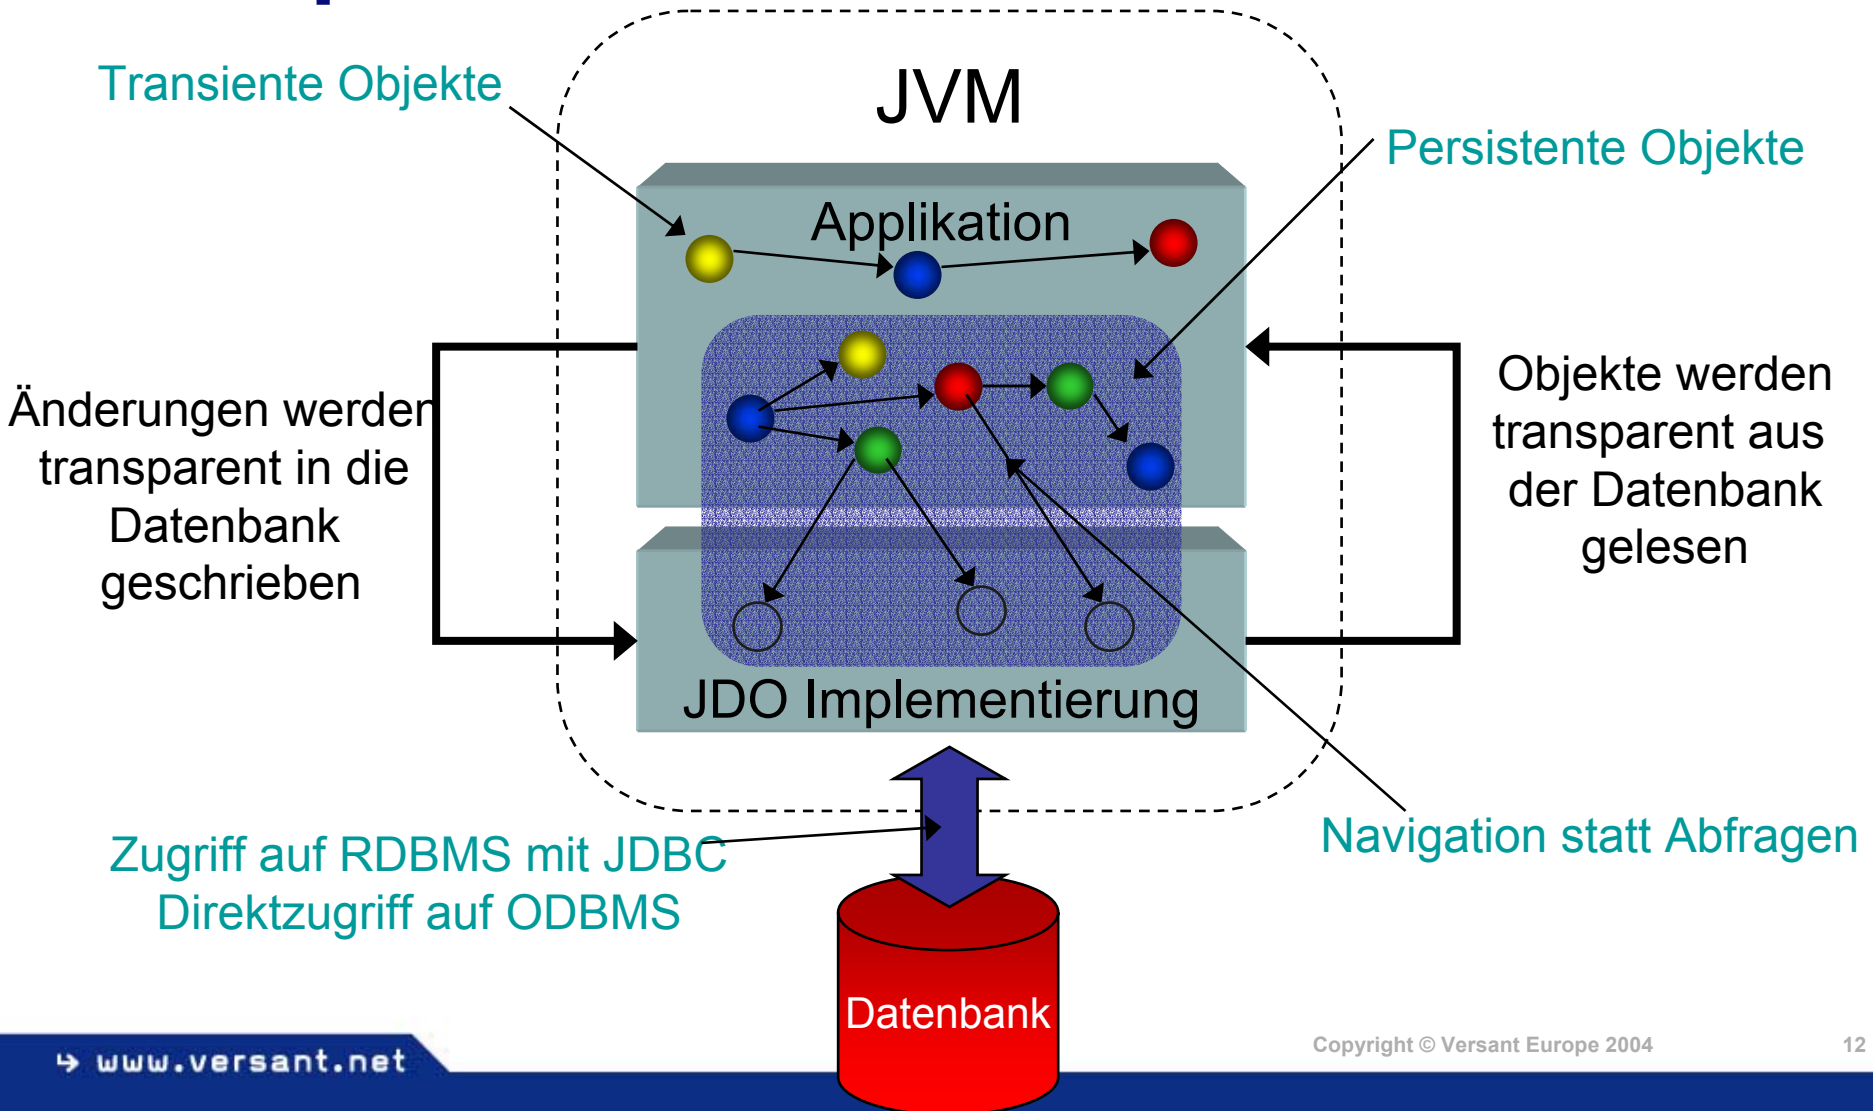 Transiente Objekte
JVM
Persistente Objekte
Applikation
Änderungen werden
transparent in die
Datenbank
geschrieben
Objekte werden
transparent aus
der Datenbank
gelesen
JDO Implementierung
Zugriff auf RDBMS mit JDBC
Direktzugriff auf ODBMS
Navigation statt Abfragen
Datenbank
www.versant.net
Copyright © Versant Europe 2004
12